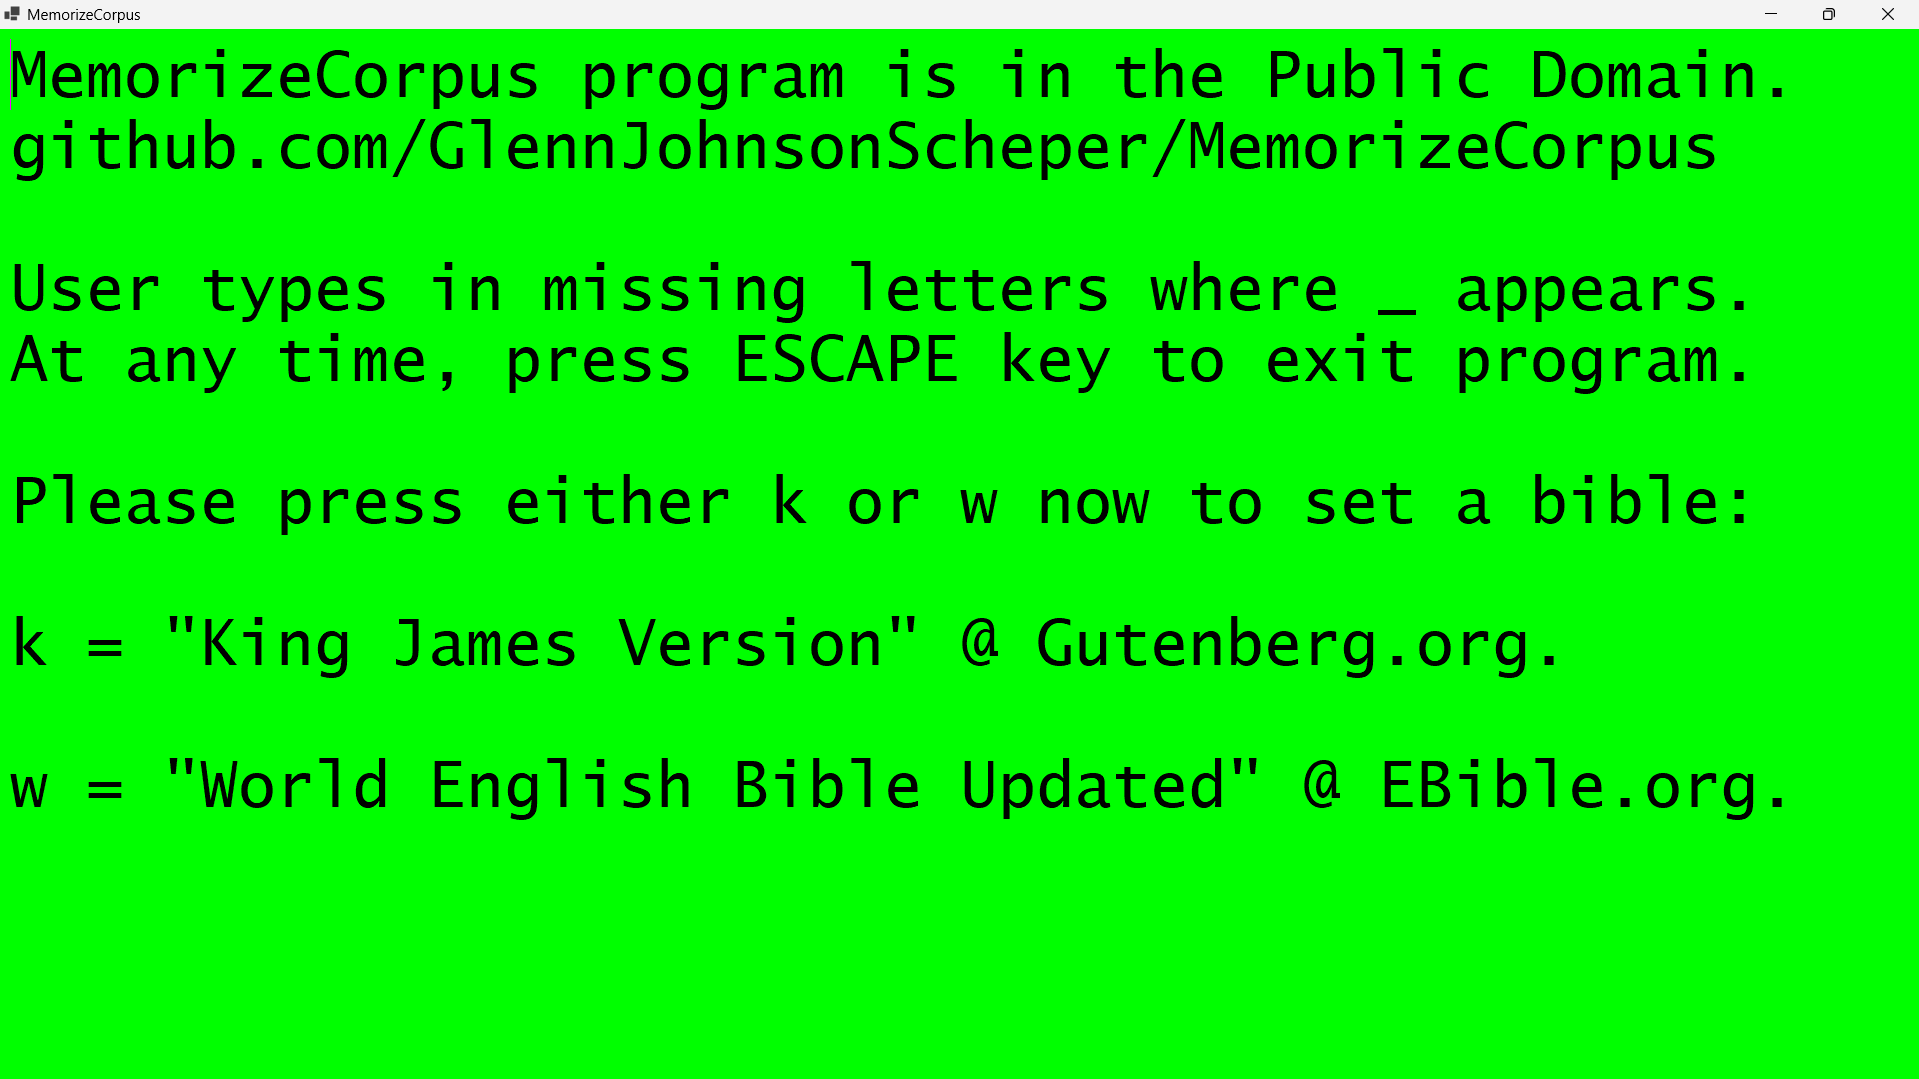 MemorizeCorpus
MemorizeCorpus program is in the Public Domain.
github.com/GlennJohnsonScheper/MemorizeCorpus
User types in missing letters where _ appears.
At any time, press ESCAPE key to exit program.
Please press either k or w now to set a bible:
k = "King James Version" @ Gutenberg.org.
w = "World English Bible Updated" @ EBible.org.